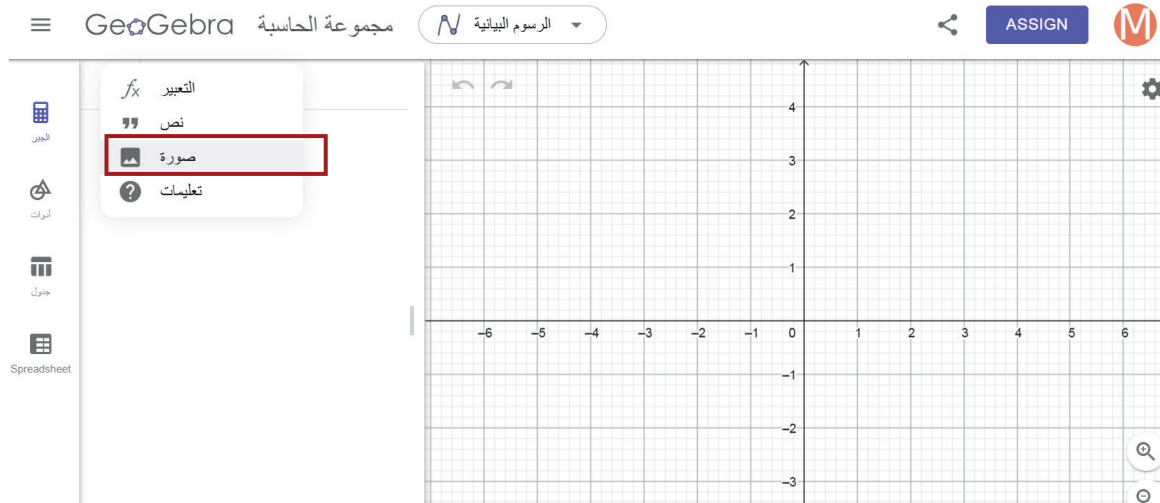 GeoGebra مجموعة الحاسبة
الرسوم البيانية
ASSIGN
M
التعبير
نص
صورة
تعليمات
الجبر
أدوات
جدول
Spreadsheet
4
3
2
1
−6 −5 −4 −3 −2 −1 0 1 2 3 4 5 6
−1
−2
−3